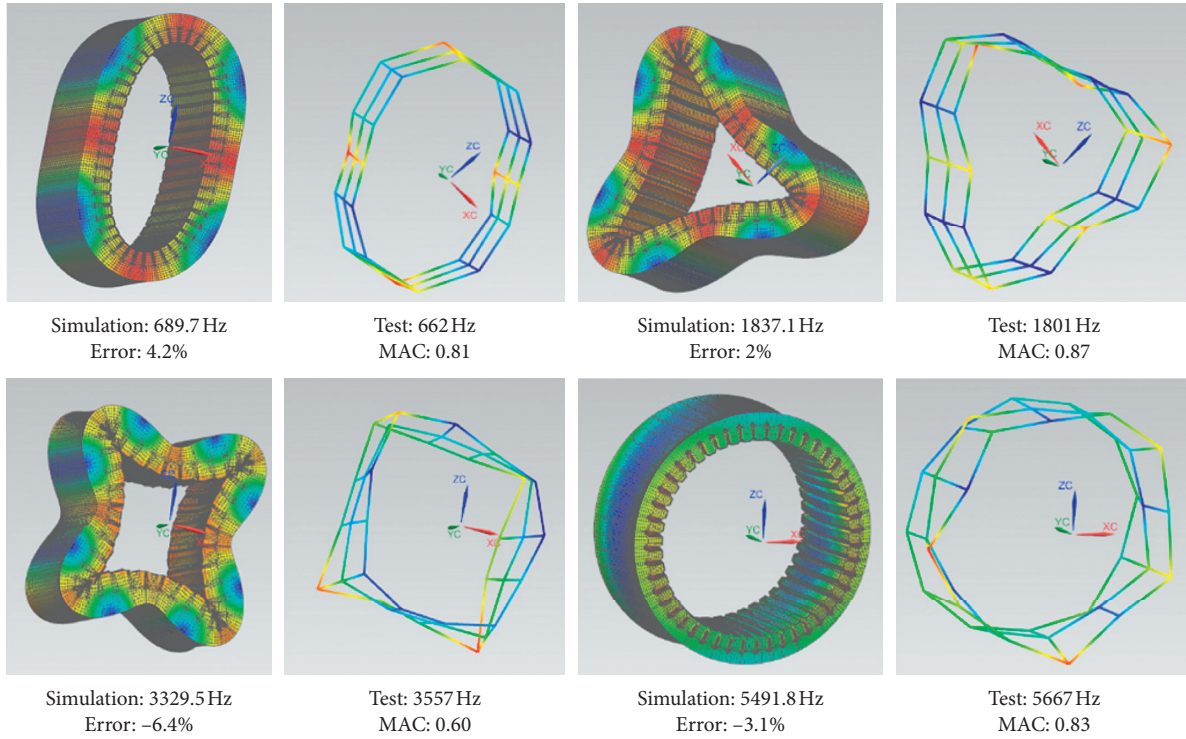 ZC
YC
ZC
YC
XC
XC
ZC
YC
XC
ZC
YC
Simulation: 689.7 Hz
Error: 4.2%
Test: 662 Hz
MAC: 0.81
Simulation: 1837.1 Hz
Error: 2%
Test: 1801 Hz
MAC: 0.87
YC
ZC
YC
XC
ZC
YC
XC
ZC
YC
XC
Simulation: 3329.5 Hz
Error: –6.4%
Test: 3557 Hz
MAC: 0.60
Simulation: 5491.8 Hz
Error: –3.1%
Test: 5667 Hz
MAC: 0.83